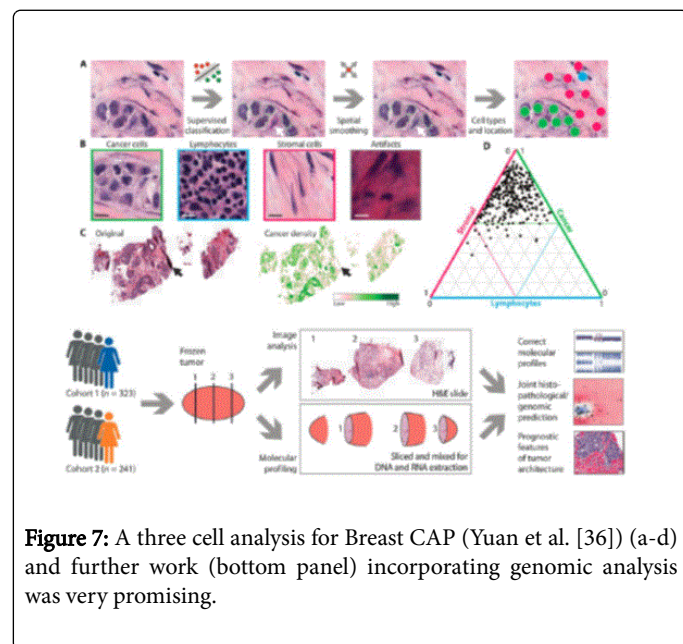 A
Supervised
classification
Spatial
smoothing
Cell types
and location
B
Cancer cells
Lymphocytes
Stromal cells
Artifacts
D
0 1
Stromal
Cancer
1
0
0
1
Lymphocytes
C
Original
Cancer density
Low
High
Cohort 1 (n = 323)
Cohort 2 (n = 241)
Frozen
tumor
1 2 3
Image
analysis
1
2
3
H&E slide
Molecular
profiling
1
2
3
Sliced and mixed for
DNA and RNA extraction
Correct
molecular
profiles
Joint histo-
pathological/
genomic
prediction
Prognostic
features
of tumor
architecture
Figure 7: A three cell analysis for Breast CAP (Yuan et al. [36]) (a-d)
and further work (bottom panel) incorporating genomic analysis
was very promising.